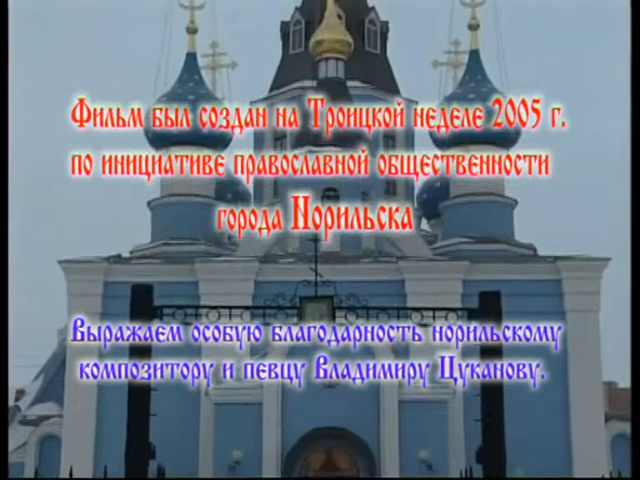 Фильм был создан на Троицкой неделе 2005 г.
по инициативе православной общественности
города Норильска
Выражаем особую благодарность норильскому
композитору и певцу Владимиру Цуканову.